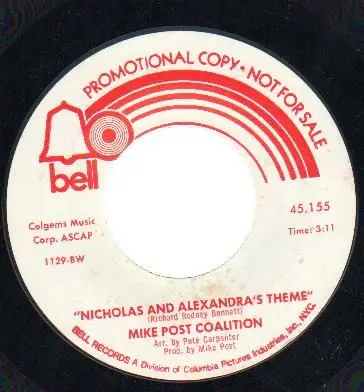 PROMOTIONAL COPY • NOT FOR SALE
bell
Colgems Music
Corp. ASCAP
1129-BW
45,155
Time: 3:11
"NICHOLAS AND ALEXANDRA'S THEME"
(Richard Rodney Bennett)
MIKE POST COALITION
Arr. by Pete Carpenter
Prod. by Mike Post
BELL RECORDS A Division of Columbia Pictures Industries, Inc., N.Y.C.